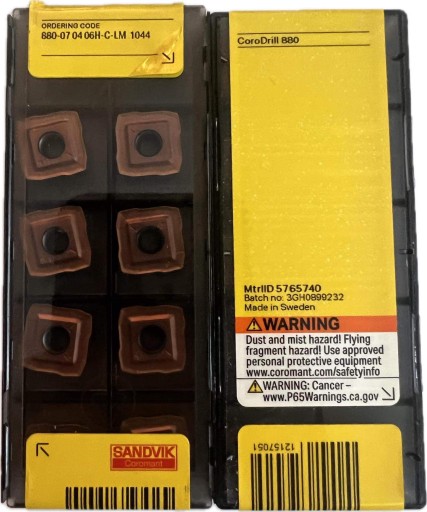 ORDERING CODE
880-07 04 06H-C-LM 1044
SANDVIK
Coromant
CoroDrill 880
MtrlID 5765740
Batch no: 3GH0899232
Made in Sweden
WARNING
Dust and mist hazard! Flying
fragment hazard! Use approved
personal protective equipment
www.coromant.com/safetyinfo
WARNING: Cancer –
www.P65Warnings.ca.gov
12157051